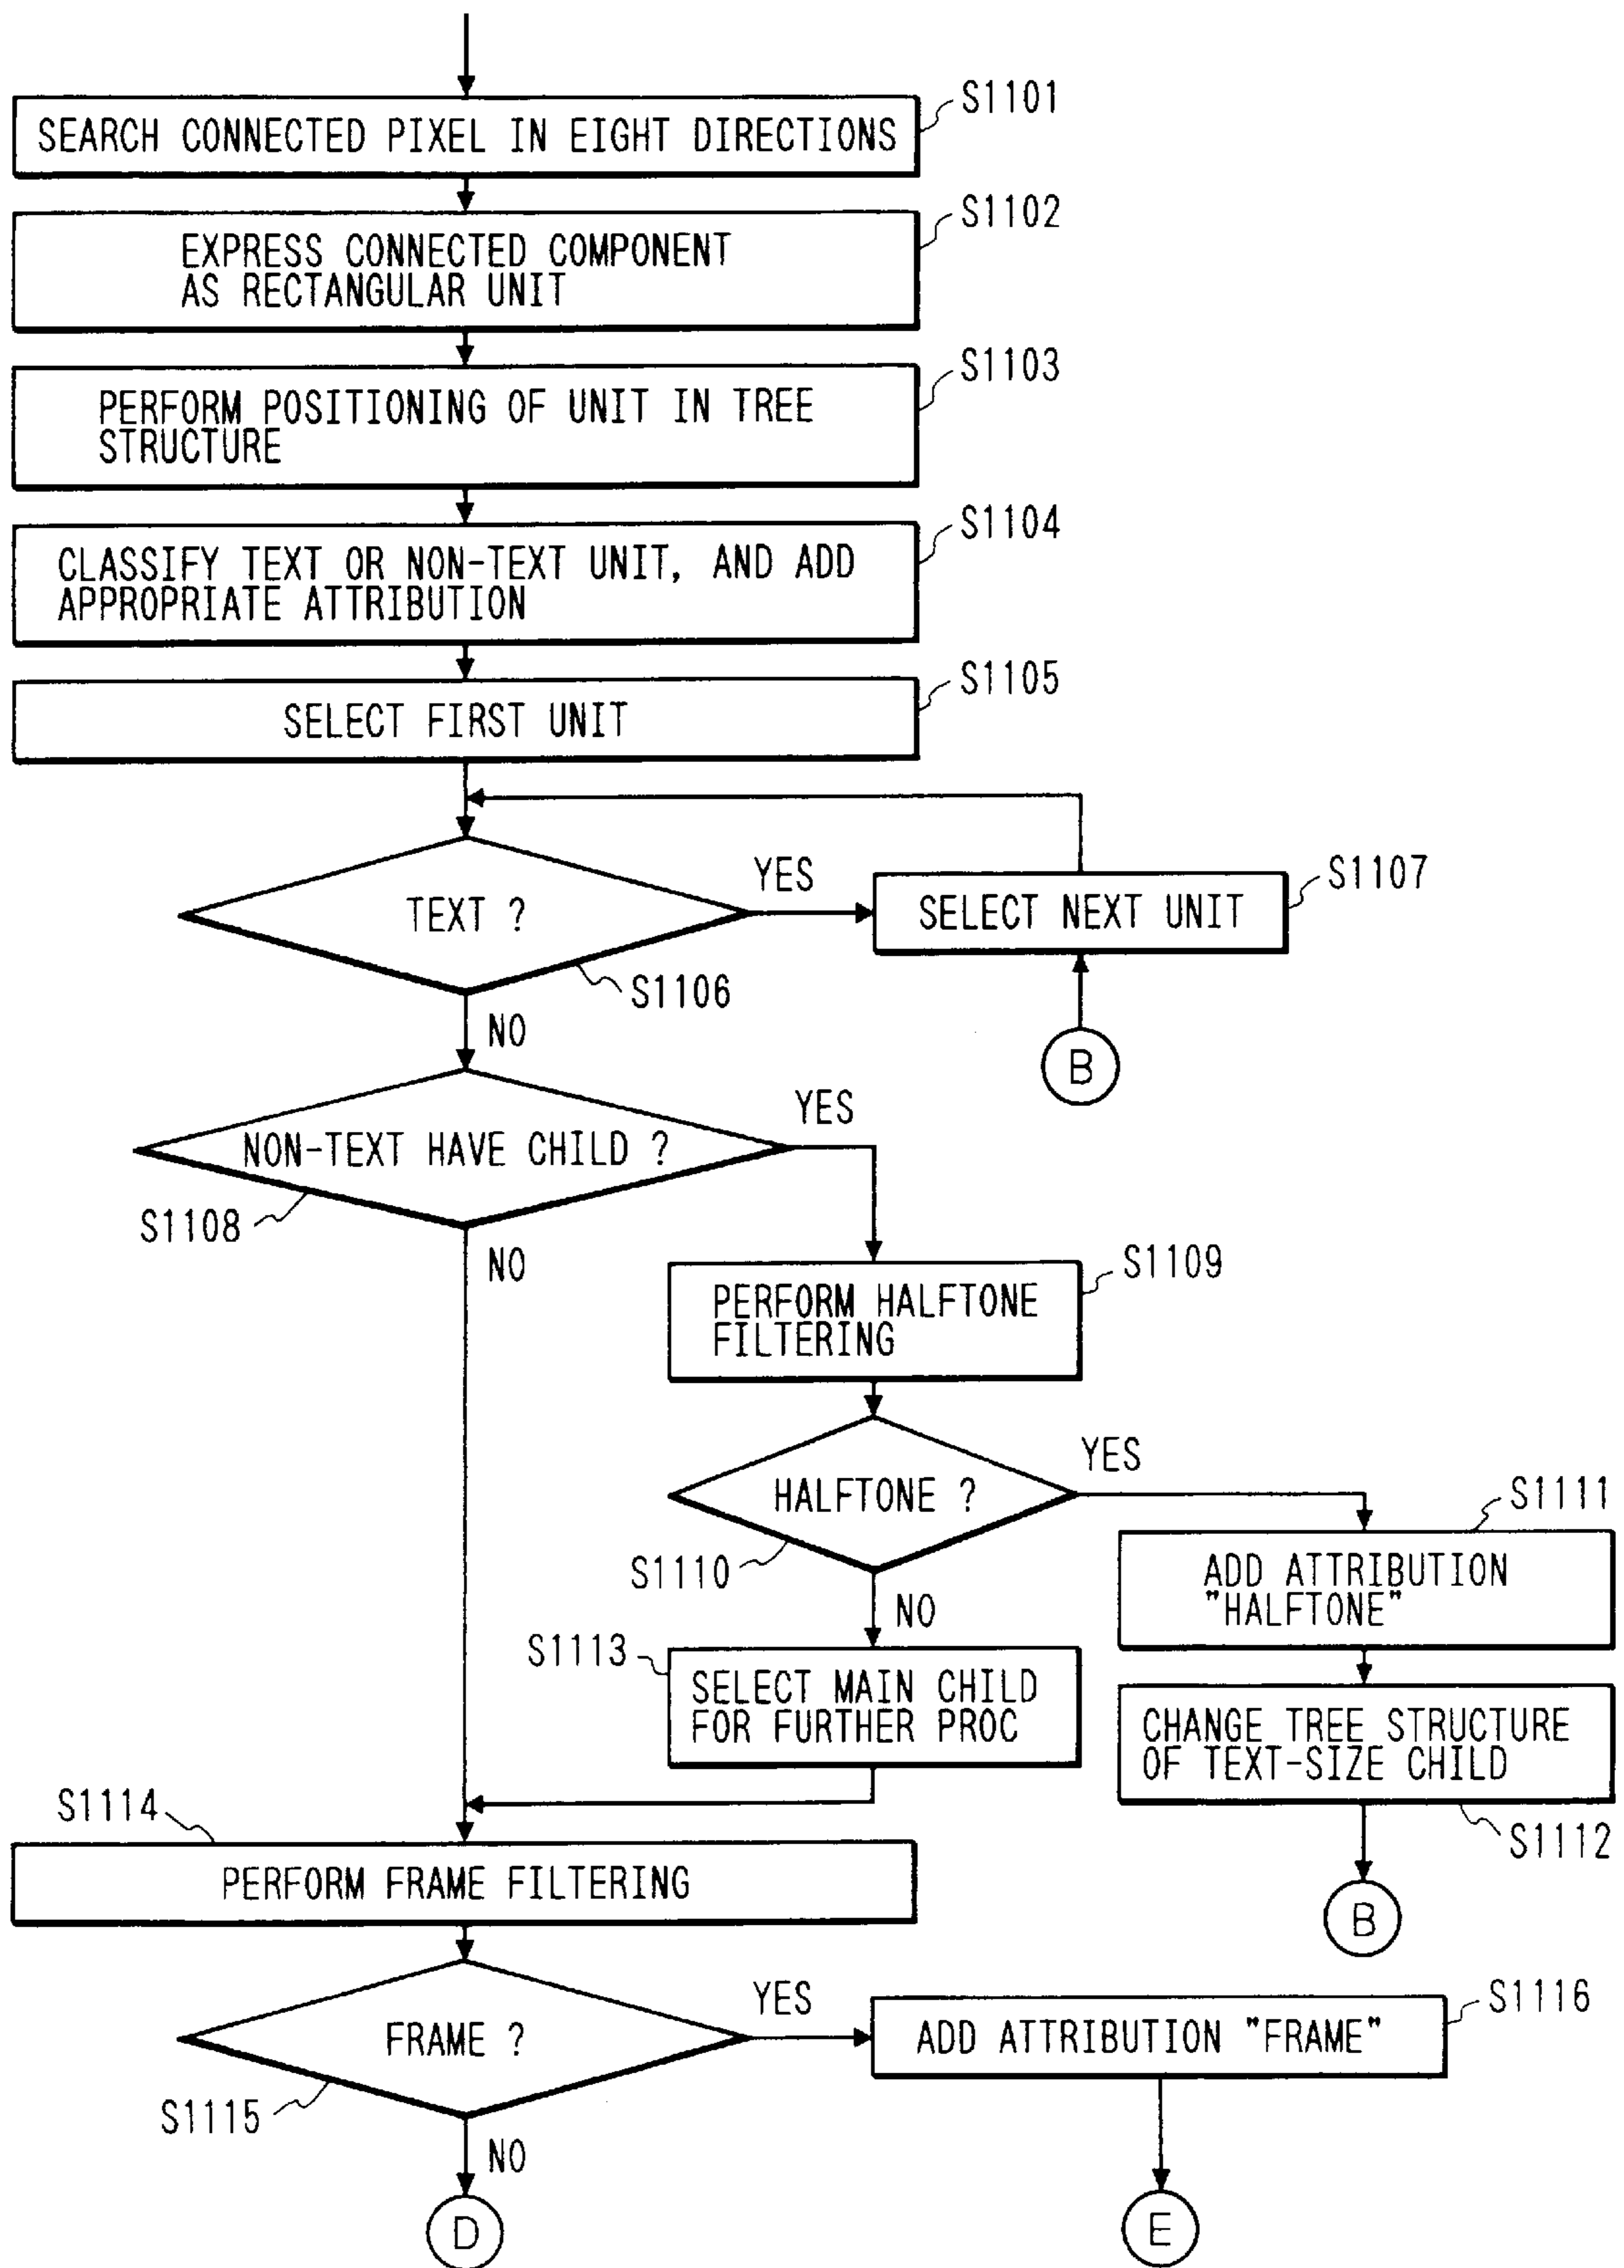 S1101
SEARCH CONNECTED PIXEL IN EIGHT DIRECTIONS
S1102
EXPRESS CONNECTED COMPONENT
AS RECTANGULAR UNIT
S1103
PERFORM POSITIONING OF UNIT IN TREE
STRUCTURE
S1104
CLASSIFY TEXT OR NON-TEXT UNIT, AND ADD
APPROPRIATE ATTRIBUTION
S1105
SELECT FIRST UNIT
TEXT ?
YES
S1107
SELECT NEXT UNIT
S1106
NO
B
NON-TEXT HAVE CHILD ?
YES
S1108
NO
S1109
PERFORM HALFTONE
FILTERING
HALFTONE ?
YES
S1110
NO
S1111
ADD ATTRIBUTION
"HALFTONE"
S1113
SELECT MAIN CHILD
FOR FURTHER PROC
CHANGE TREE STRUCTURE
OF TEXT-SIZE CHILD
S1112
B
S1114
PERFORM FRAME FILTERING
FRAME ?
YES
S1116
ADD ATTRIBUTION "FRAME"
S1115
NO
D
E